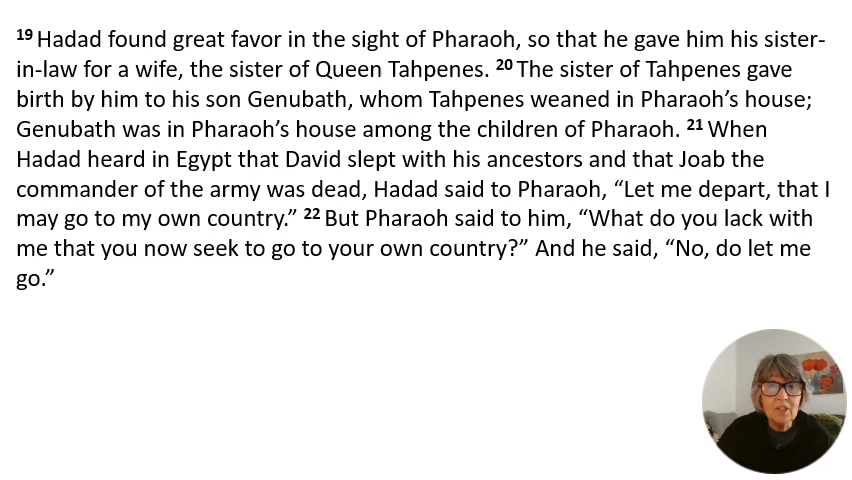 19 Hadad found great favor in the sight of Pharaoh, so that he gave him his sister-
in-law for a wife, the sister of Queen Tahpenes. 20 The sister of Tahpenes gave
birth by him to his son Genubath, whom Tahpenes weaned in Pharaoh’s house;
Genubath was in Pharaoh’s house among the children of Pharaoh. 21 When
Hadad heard in Egypt that David slept with his ancestors and that Joab the
commander of the army was dead, Hadad said to Pharaoh, “Let me depart, that I
may go to my own country.” 22 But Pharaoh said to him, “What do you lack with
me that you now seek to go to your own country?” And he said, “No, do let me
go.”